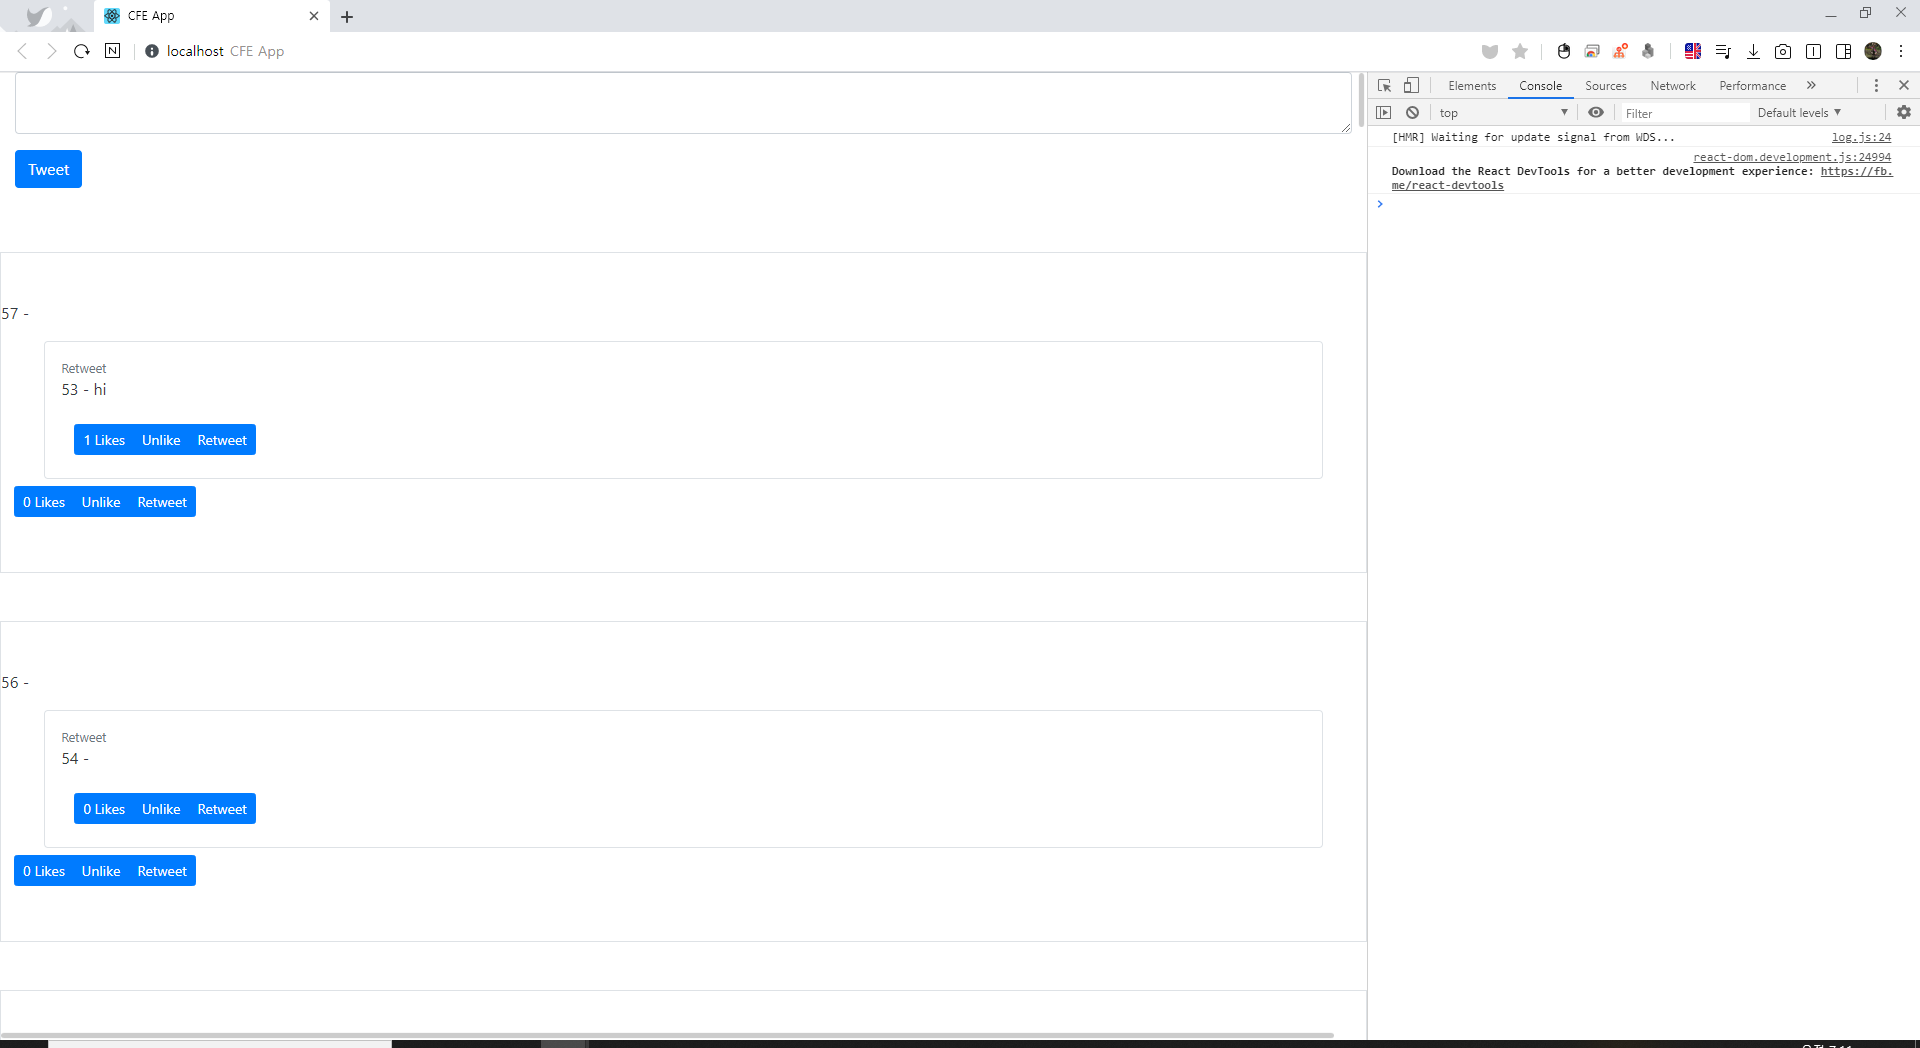 CFE App
localhost CFE App
Elements Console Sources Network Performance
top Filter Default levels
[HMR] Waiting for update signal from WDS... log.js:24
react-dom.development.js:24994
Download the React DevTools for a better development experience: https://fb.
me/react-devtools
Tweet
57 -
Retweet
53 - hi
1 Likes Unlike Retweet
0 Likes Unlike Retweet
56 -
Retweet
54 -
0 Likes Unlike Retweet
0 Likes Unlike Retweet